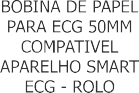 BOBINA DE PAPEL
PARA ECG 50MM
COMPATIVEL
APARELHO SMART
ECG - ROLO